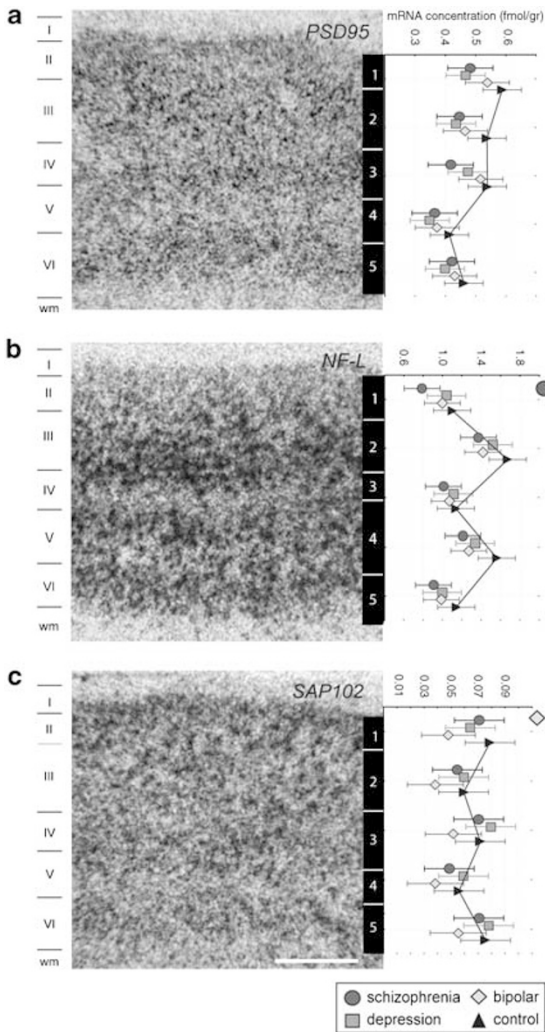 a
PSD95
mRNA concentration (fmol/gr)
0.3 0.4 0.5 0.6
I
II
III
IV
V
VI
wm
1
2
3
4
5
b
NF-L
0.6 1.0 1.4 1.8
I
II
III
IV
V
VI
wm
1
2
3
4
5
c
SAP102
0.01 0.03 0.05 0.07 0.09
I
II
III
IV
V
VI
wm
1
2
3
4
5
schizophrenia bipolar
depression control